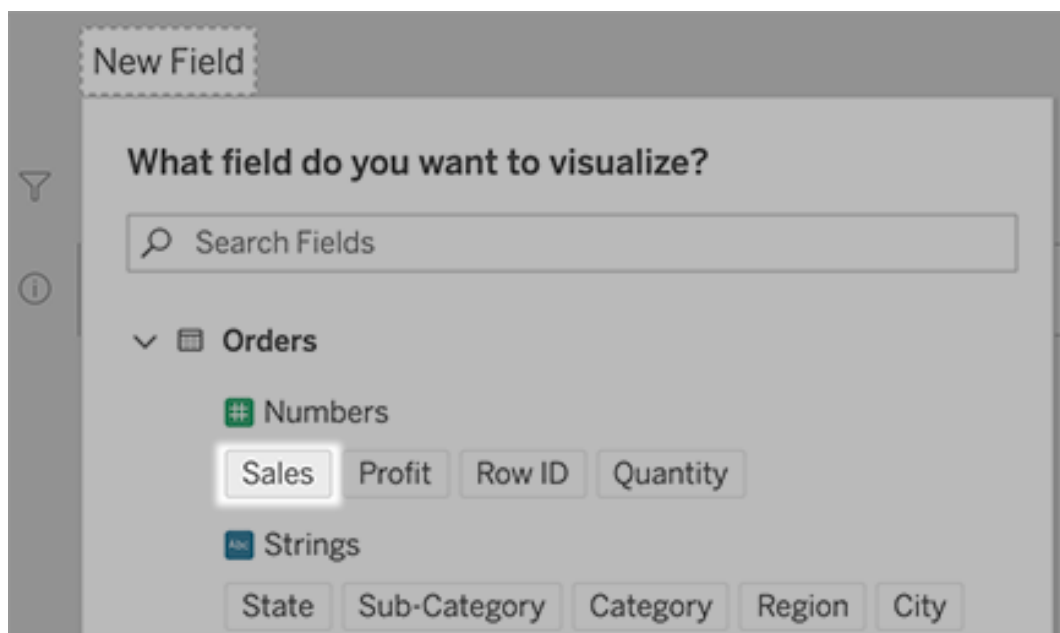 New Field
What field do you want to visualize?
Search Fields
Orders
# Numbers
Sales Profit Row ID Quantity
Abc Strings
State Sub-Category Category Region City